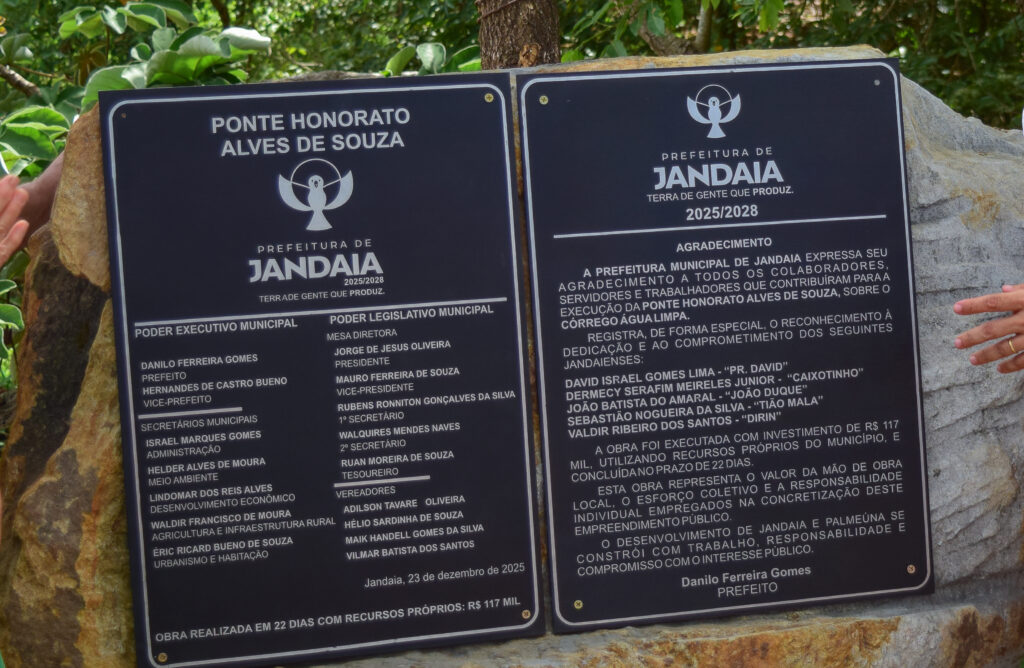 PONTE HONORATO
ALVES DE SOUZA
PREFEITURA DE
JANDAIA
2025/2028
TERRA DE GENTE QUE PRODUZ.
PODER EXECUTIVO MUNICIPAL
DANILO FERREIRA GOMES
PREFEITO
HERNANDES DE CASTRO BUENO
VICE-PREFEITO
SECRETÁRIOS MUNICIPAIS
ISRAEL MARQUES GOMES
ADMINISTRAÇÃO
HELDER ALVES DE MOURA
MEIO AMBIENTE
LINDOMAR DOS REIS ALVES
DESENVOLVIMENTO ECONÔMICO
WALDIR FRANCISCO DE MOURA
AGRICULTURA E INFRAESTRUTURA RURAL
ÉRIC RICARD BUENO DE SOUZA
URBANISMO E HABITAÇÃO
PODER LEGISLATIVO MUNICIPAL
MESA DIRETORA
JORGE DE JESUS OLIVEIRA
PRESIDENTE
MAURO FERREIRA DE SOUZA
VICE-PRESIDENTE
RUBENS RONNITON GONÇALVES DA SILVA
1º SECRETÁRIO
WALQUIRES MENDES NAVES
2º SECRETÁRIO
RUAN MOREIRA DE SOUZA
TESOUREIRO
VEREADORES
ADILSON TAVARE OLIVEIRA
HÉLIO SARDINHA DE SOUZA
MAIK HANDELL GOMES DA SILVA
VILMAR BATISTA DOS SANTOS
Jandaia, 23 de dezembro de 2025
OBRA REALIZADA EM 22 DIAS COM RECURSOS PRÓPRIOS: R$ 117 MIL
PREFEITURA DE
JANDAIA
TERRA DE GENTE QUE PRODUZ.
2025/2028
AGRADECIMENTO
A PREFEITURA MUNICIPAL DE JANDAIA EXPRESSA SEU
AGRADECIMENTO A TODOS OS COLABORADORES,
SERVIDORES E TRABALHADORES QUE CONTRIBUÍRAM PARA A
EXECUÇÃO DA PONTE HONORATO ALVES DE SOUZA, SOBRE O
CÓRREGO ÁGUA LIMPA.
REGISTRA, DE FORMA ESPECIAL, O RECONHECIMENTO À
DEDICAÇÃO E AO COMPROMETIMENTO DOS SEGUINTES
JANDAIENSES:
DAVID ISRAEL GOMES LIMA - “PR. DAVID”
DERMECY SERAFIM MEIRELES JUNIOR - “CAIXOTINHO”
JOÃO BATISTA DO AMARAL - “JOÃO DUQUE”
SEBASTIÃO NOGUEIRA DA SILVA - “TIÃO MALA”
VALDIR RIBEIRO DOS SANTOS - “DIRIN”
A OBRA FOI EXECUTADA COM INVESTIMENTO DE R$ 117
MIL, UTILIZANDO RECURSOS PRÓPRIOS DO MUNICÍPIO, E
CONCLUÍDA NO PRAZO DE 22 DIAS.
ESTA OBRA REPRESENTA O VALOR DA MÃO DE OBRA
LOCAL, O ESFORÇO COLETIVO E A RESPONSABILIDADE
INDIVIDUAL EMPREGADOS NA CONCRETIZAÇÃO DESTE
EMPREENDIMENTO PÚBLICO.
O DESENVOLVIMENTO DE JANDAIA E PALMEÚNA SE
CONSTRÓI COM TRABALHO, RESPONSABILIDADE E
COMPROMISSO COM O INTERESSE PÚBLICO.
Danilo Ferreira Gomes
PREFEITO